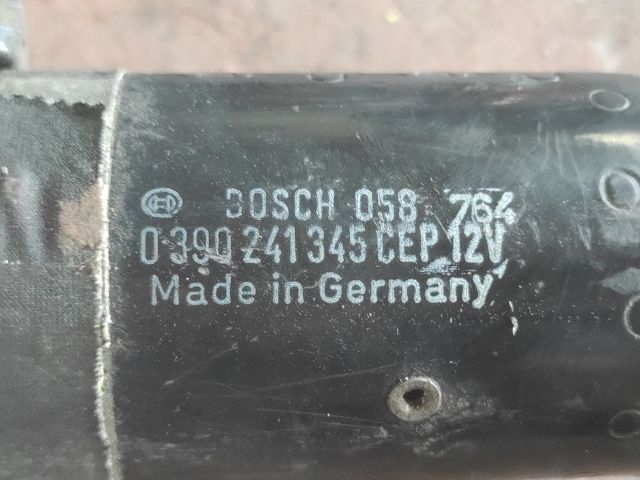 BOSCH 058 764
0 390 241 345 CEP 12V
Made in Germany